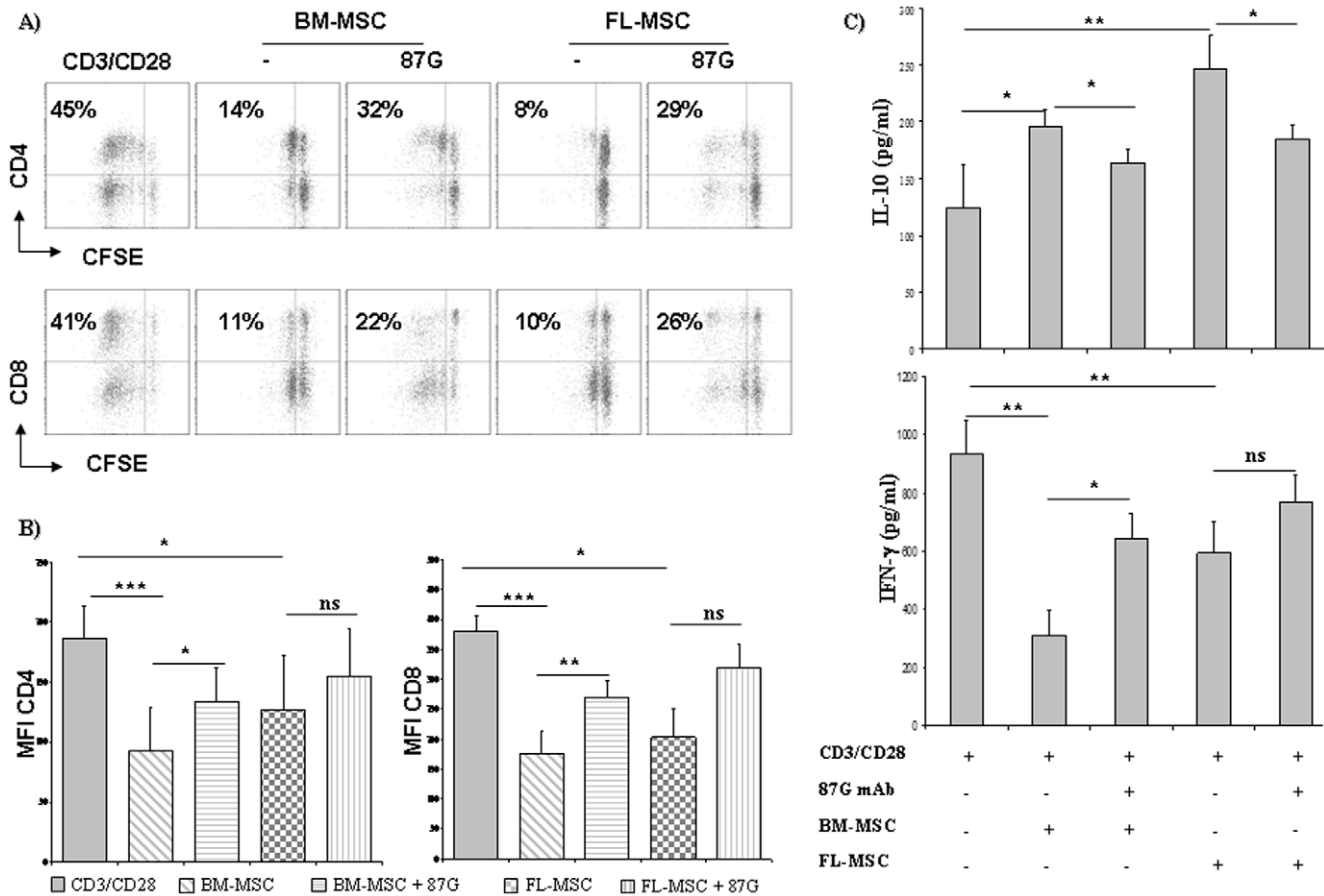 A)
BM-MSC
FL-MSC
CD3/CD28
-
87G
-
87G
45%
14%
32%
8%
29%
CD4
CFSE
41%
11%
22%
10%
26%
CD8
CFSE
B)
*
***
*
ns
MFI CD4
*
***
**
ns
MFI CD8
CD3/CD28
BM-MSC
BM-MSC + 87G
FL-MSC
FL-MSC + 87G
C)
300
250
200
150
100
50
0
IL-10 (pg/ml)
**
*
*
*
1200
1000
800
600
400
200
0
IFN-γ (pg/ml)
**
**
*
ns
CD3/CD28 + + + + +
87G mAb - - + - +
BM-MSC - + + - -
FL-MSC - - - + +